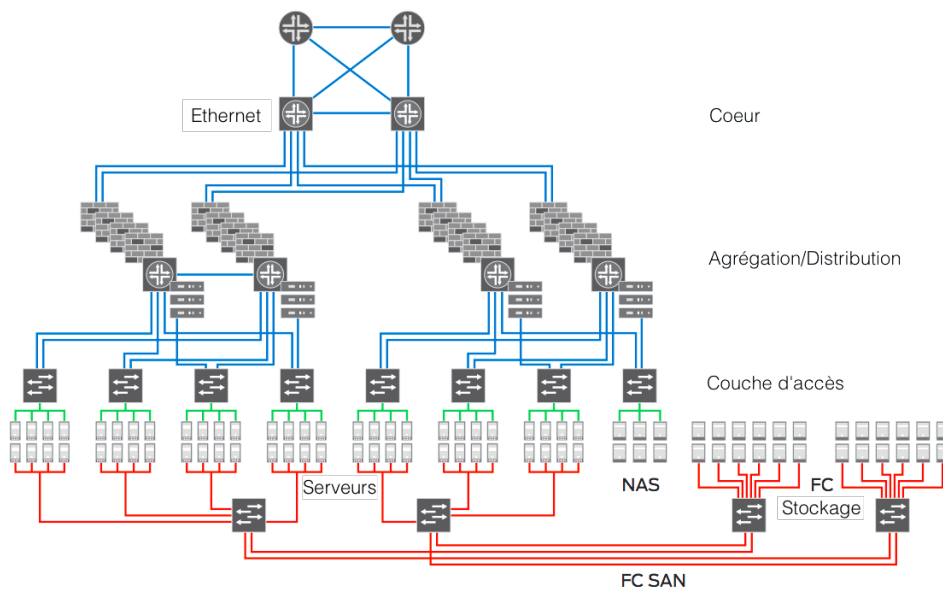 Ethernet
Coeur
Agrégation/Distribution
Couche d'accès
Serveurs
NAS
FC
Stockage
FC SAN